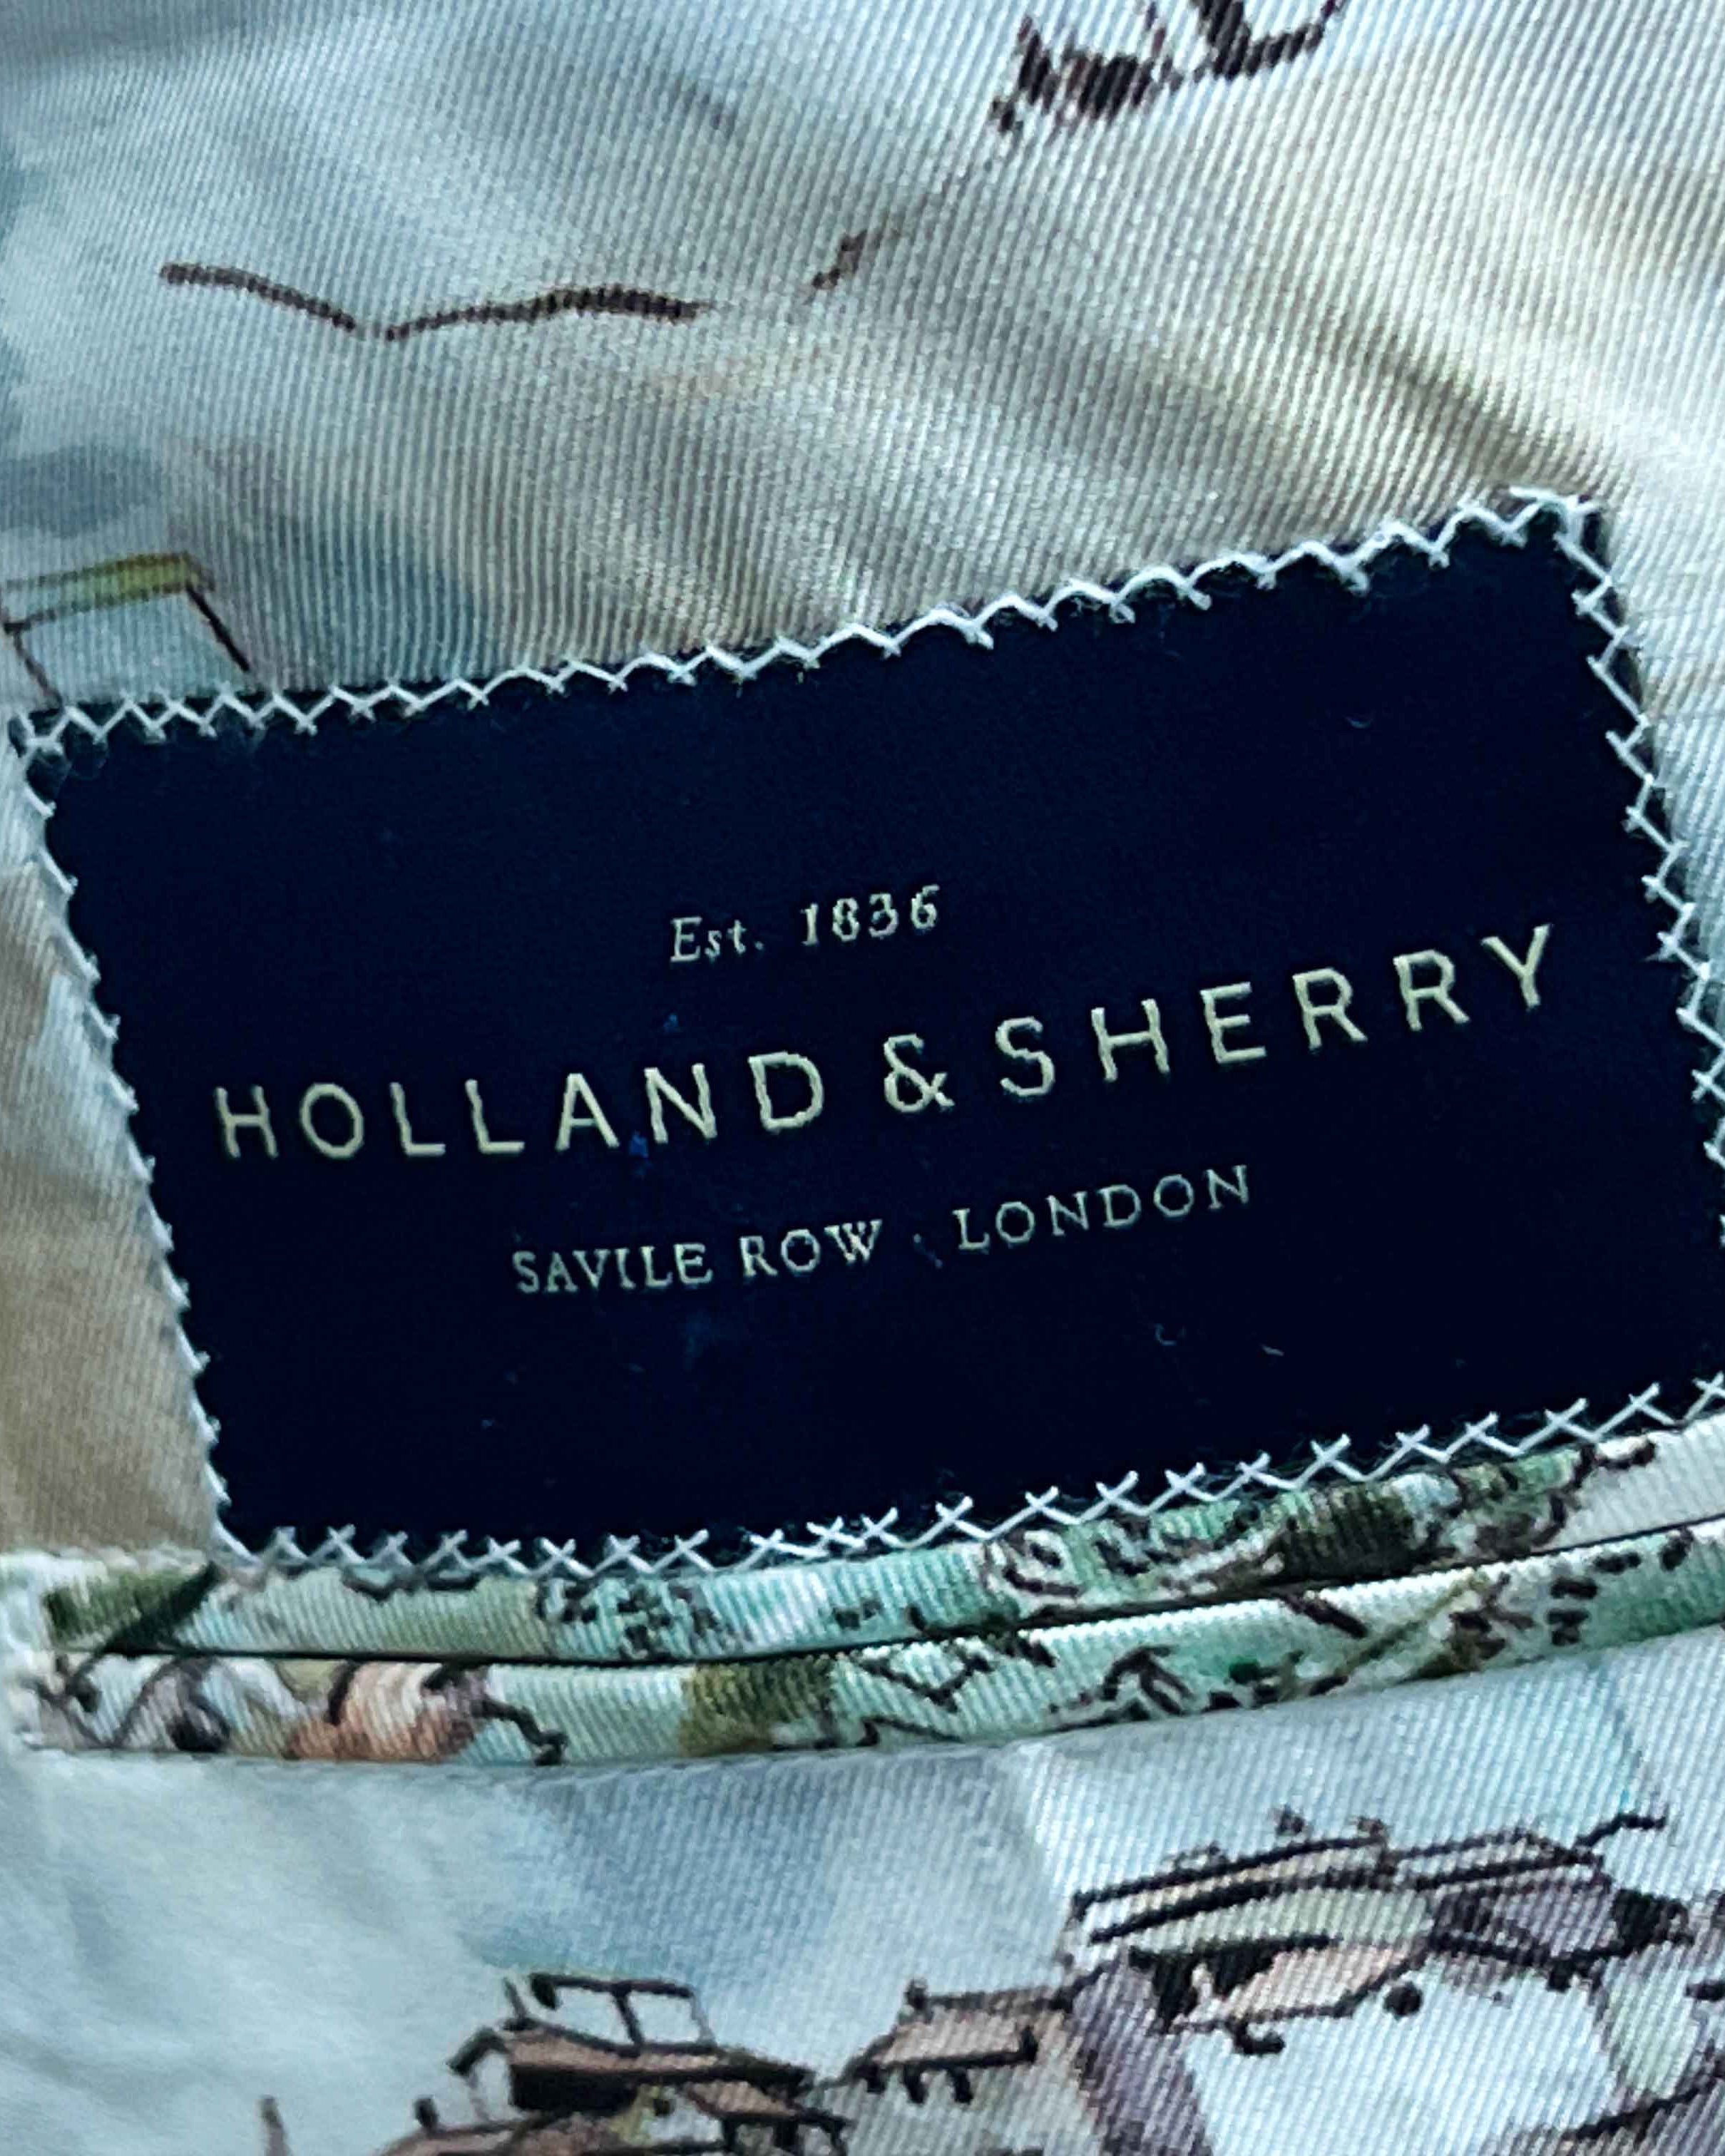 Est. 1836
HOLLAND & SHERRY
SAVILE ROW · LONDON